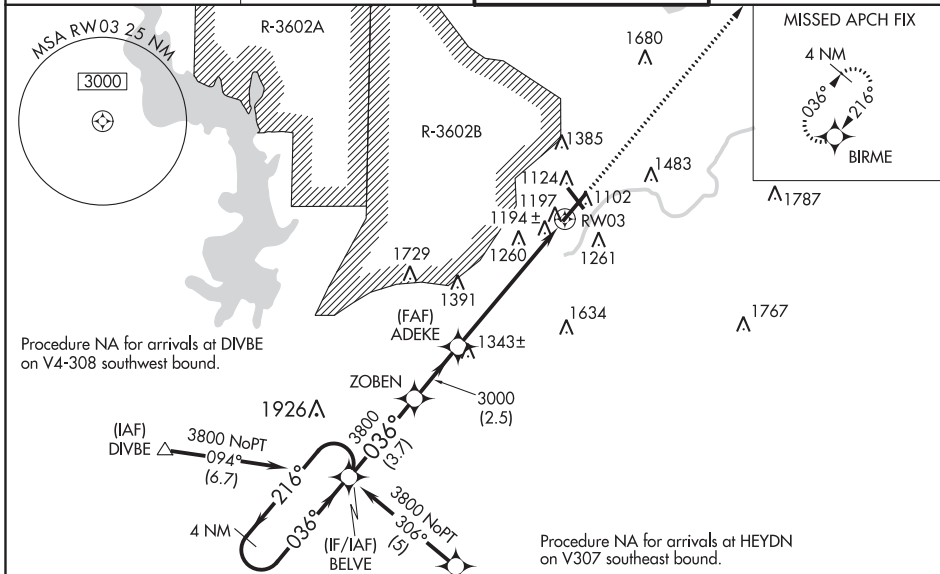 MSA RW03 25 NM
3000
R-3602A
R-3602B
1680
MISSED APCH FIX
4 NM
036°
216°
BIRME
1385
1124
1483
1197
1102
1787
1194±
RW03
1260
1261
1729
1391
(FAF)
ADEKE
1634
1767
1343±
Procedure NA for arrivals at DIVBE
on V4-308 southwest bound.
ZOBEN
3000
(2.5)
1926
3800
036°
(3.7)
(IAF)
DIVBE
3800 NoPT
094°
(6.7)
216°
036°
4 NM
(IF/IAF)
BELVE
3800 NoPT
306°
(5)
Procedure NA for arrivals at HEYDN
on V307 southeast bound.